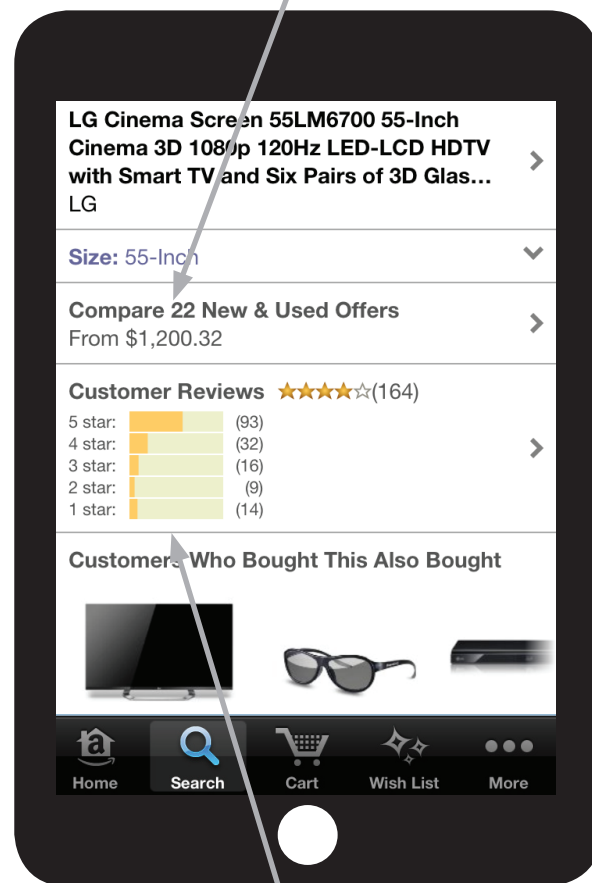 LG Cinema Screen 55LM6700 55-Inch
Cinema 3D 1080p 120Hz LED-LCD HDTV
with Smart TV and Six Pairs of 3D Glas...
LG
Size: 55-Inch
Compare 22 New & Used Offers
From $1,200.32
Customer Reviews (164)
5 star: (93)
4 star: (32)
3 star: (16)
2 star: (9)
1 star: (14)
Customers Who Bought This Also Bought
a
Home Search Cart Wish List More